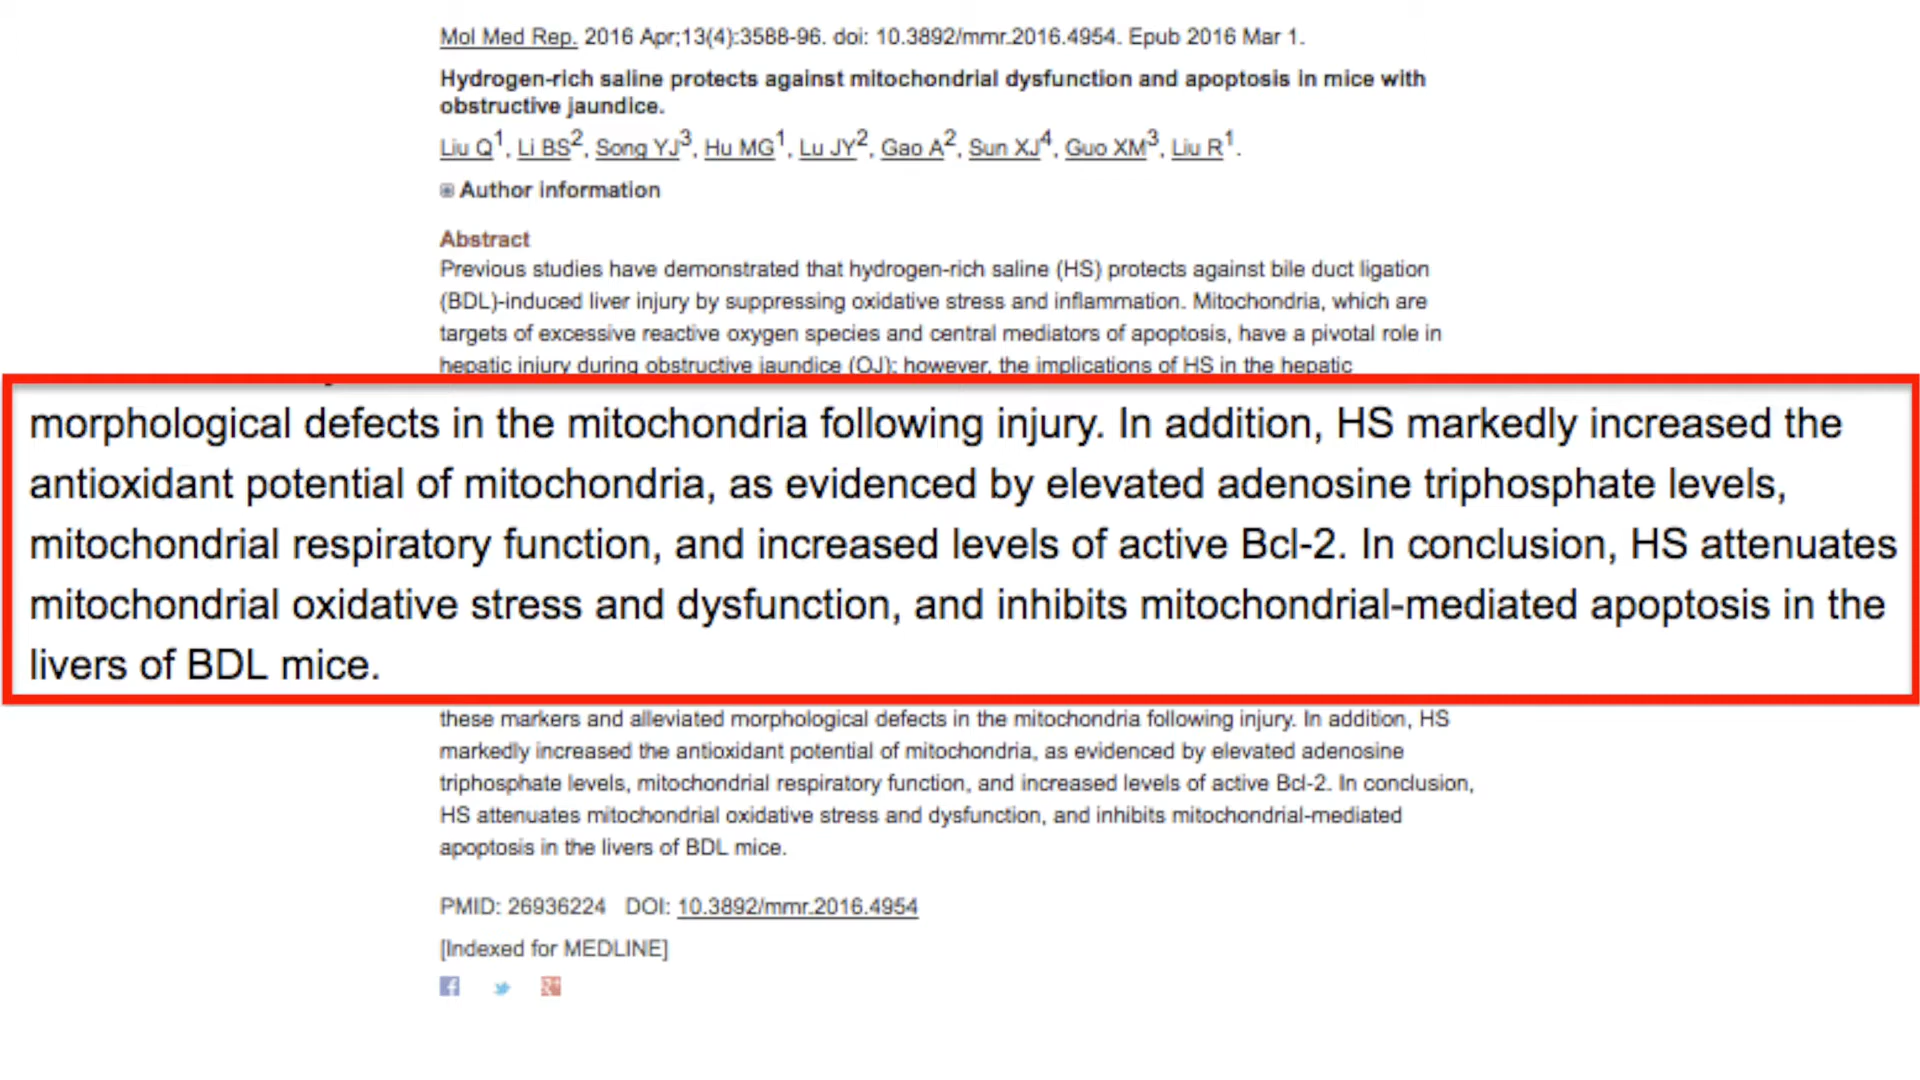 Mol Med Rep. 2016 Apr;13(4):3588-96. doi: 10.3892/mmr.2016.4954. Epub 2016 Mar 1.
Hydrogen-rich saline protects against mitochondrial dysfunction and apoptosis in mice with
obstructive jaundice.
Liu Q1, Li BS2, Song YJ3, Hu MG1, Lu JY2, Gao A2, Sun XJ4, Guo XM3, Liu R1.
Author information
Abstract
Previous studies have demonstrated that hydrogen-rich saline (HS) protects against bile duct ligation
(BDL)-induced liver injury by suppressing oxidative stress and inflammation. Mitochondria, which are
targets of excessive reactive oxygen species and central mediators of apoptosis, have a pivotal role in
hepatic injury during obstructive jaundice (OJ); however, the implications of HS in the hepatic
morphological defects in the mitochondria following injury. In addition, HS markedly increased the
antioxidant potential of mitochondria, as evidenced by elevated adenosine triphosphate levels,
mitochondrial respiratory function, and increased levels of active Bcl-2. In conclusion, HS attenuates
mitochondrial oxidative stress and dysfunction, and inhibits mitochondrial-mediated apoptosis in the
livers of BDL mice.
these markers and alleviated morphological defects in the mitochondria following injury. In addition, HS
markedly increased the antioxidant potential of mitochondria, as evidenced by elevated adenosine
triphosphate levels, mitochondrial respiratory function, and increased levels of active Bcl-2. In conclusion,
HS attenuates mitochondrial oxidative stress and dysfunction, and inhibits mitochondrial-mediated
apoptosis in the livers of BDL mice.
PMID: 26936224 DOI: 10.3892/mmr.2016.4954
[Indexed for MEDLINE]